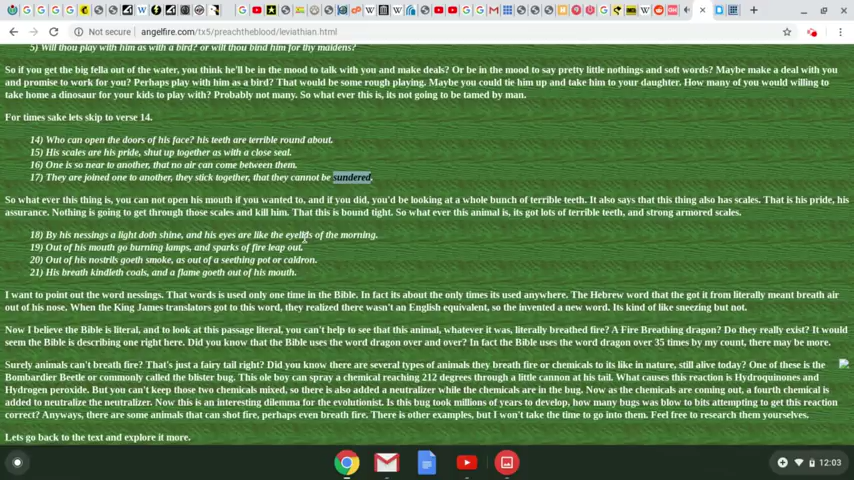 Not secure | angelfire.com/tx5/preachtheblood/leviathian.html
5) Will thou play with him as with a bird? or wilt thou bind him for thy maidens?
So if you get the big fella out of the water, you think he'll be in the mood to talk with you and make deals? Or be in the mood to say pretty little nothings and soft words? Maybe make a deal with you
and promise to work for you? Perhaps play with him as a bird? That would be some rough playing. Maybe you could tie him up and take him to your daughter. How many of you would willing to
take home a dinosaur for your kids to play with? Probably not many. So what ever this is, its not going to be tamed by man.
For times sake lets skip to verse 14.
14) Who can open the doors of his face? his teeth are terrible round about.
15) His scales are his pride, shut up together as with a close seal.
16) One is so near to another, that no air can come between them.
17) They are joined one to another, they stick together, that they cannot be sundered.
So what ever this thing is, you can not open his mouth if you wanted to, and if you did, you'd be looking at a whole bunch of terrible teeth. It also says that this thing also has scales. That is his pride, his
assurance. Nothing is going to get through those scales and kill him. That this is bound tight. So what ever this animal is, its got lots of terrible teeth, and strong armored scales.
18) By his nessings a light doth shine, and his eyes are like the eyelids of the morning.
19) Out of his mouth go burning lamps, and sparks of fire leap out.
20) Out of his nostrils goeth smoke, as out of a seething pot or caldron.
21) His breath kindleth coals, and a flame goeth out of his mouth.
I want to point out the word nessings. That words is used only one time in the Bible. In fact its about the only times its used anywhere. The Hebrew word that the got it from literally meant breath air
out of his nose. When the King James translators got to this word, they realized there wasn't an English equivalent, so the invented a new word. Its kind of like sneezing but not.
Now I believe the Bible is literal, and to look at this passage literal, you can't help to see that this animal, whatever it was, literally breathed fire? A Fire Breathing dragon? Do they really exist? It would
seem the Bible is describing one right here. Did you know that the Bible uses the word dragon over and over? In fact the Bible uses the word dragon over 35 times by my count, there may be more.
Surely animals can't breath fire? That's just a fairy tail right? Did you know there are several types of animals they breath fire or chemicals to its like in nature, still alive today? One of these is the
Bombardier Beetle or commonly called the blister bug. This ole boy can spray a chemical reaching 212 degrees through a little cannon at his tail. What causes this reaction is Hydroquinones and
Hydrogen peroxide. But you can't keep those two chemicals mixed, so there is also added a neutralizer while the chemicals are in the bug. Now as the chemicals are coming out, a fourth chemical is
added to neutralize the neutralizer. Now this is an interesting dilemma for the evolutionist. Is this bug took millions of years to develop, how many bugs was blow to bits attempting to get this reaction
correct? Anyways, there are some animals that can shot fire, perhaps even breath fire. There is other examples, but I won't take the time to go into them. Feel free to research them yourselves.
Lets go back to the text and explore it more.
12:03